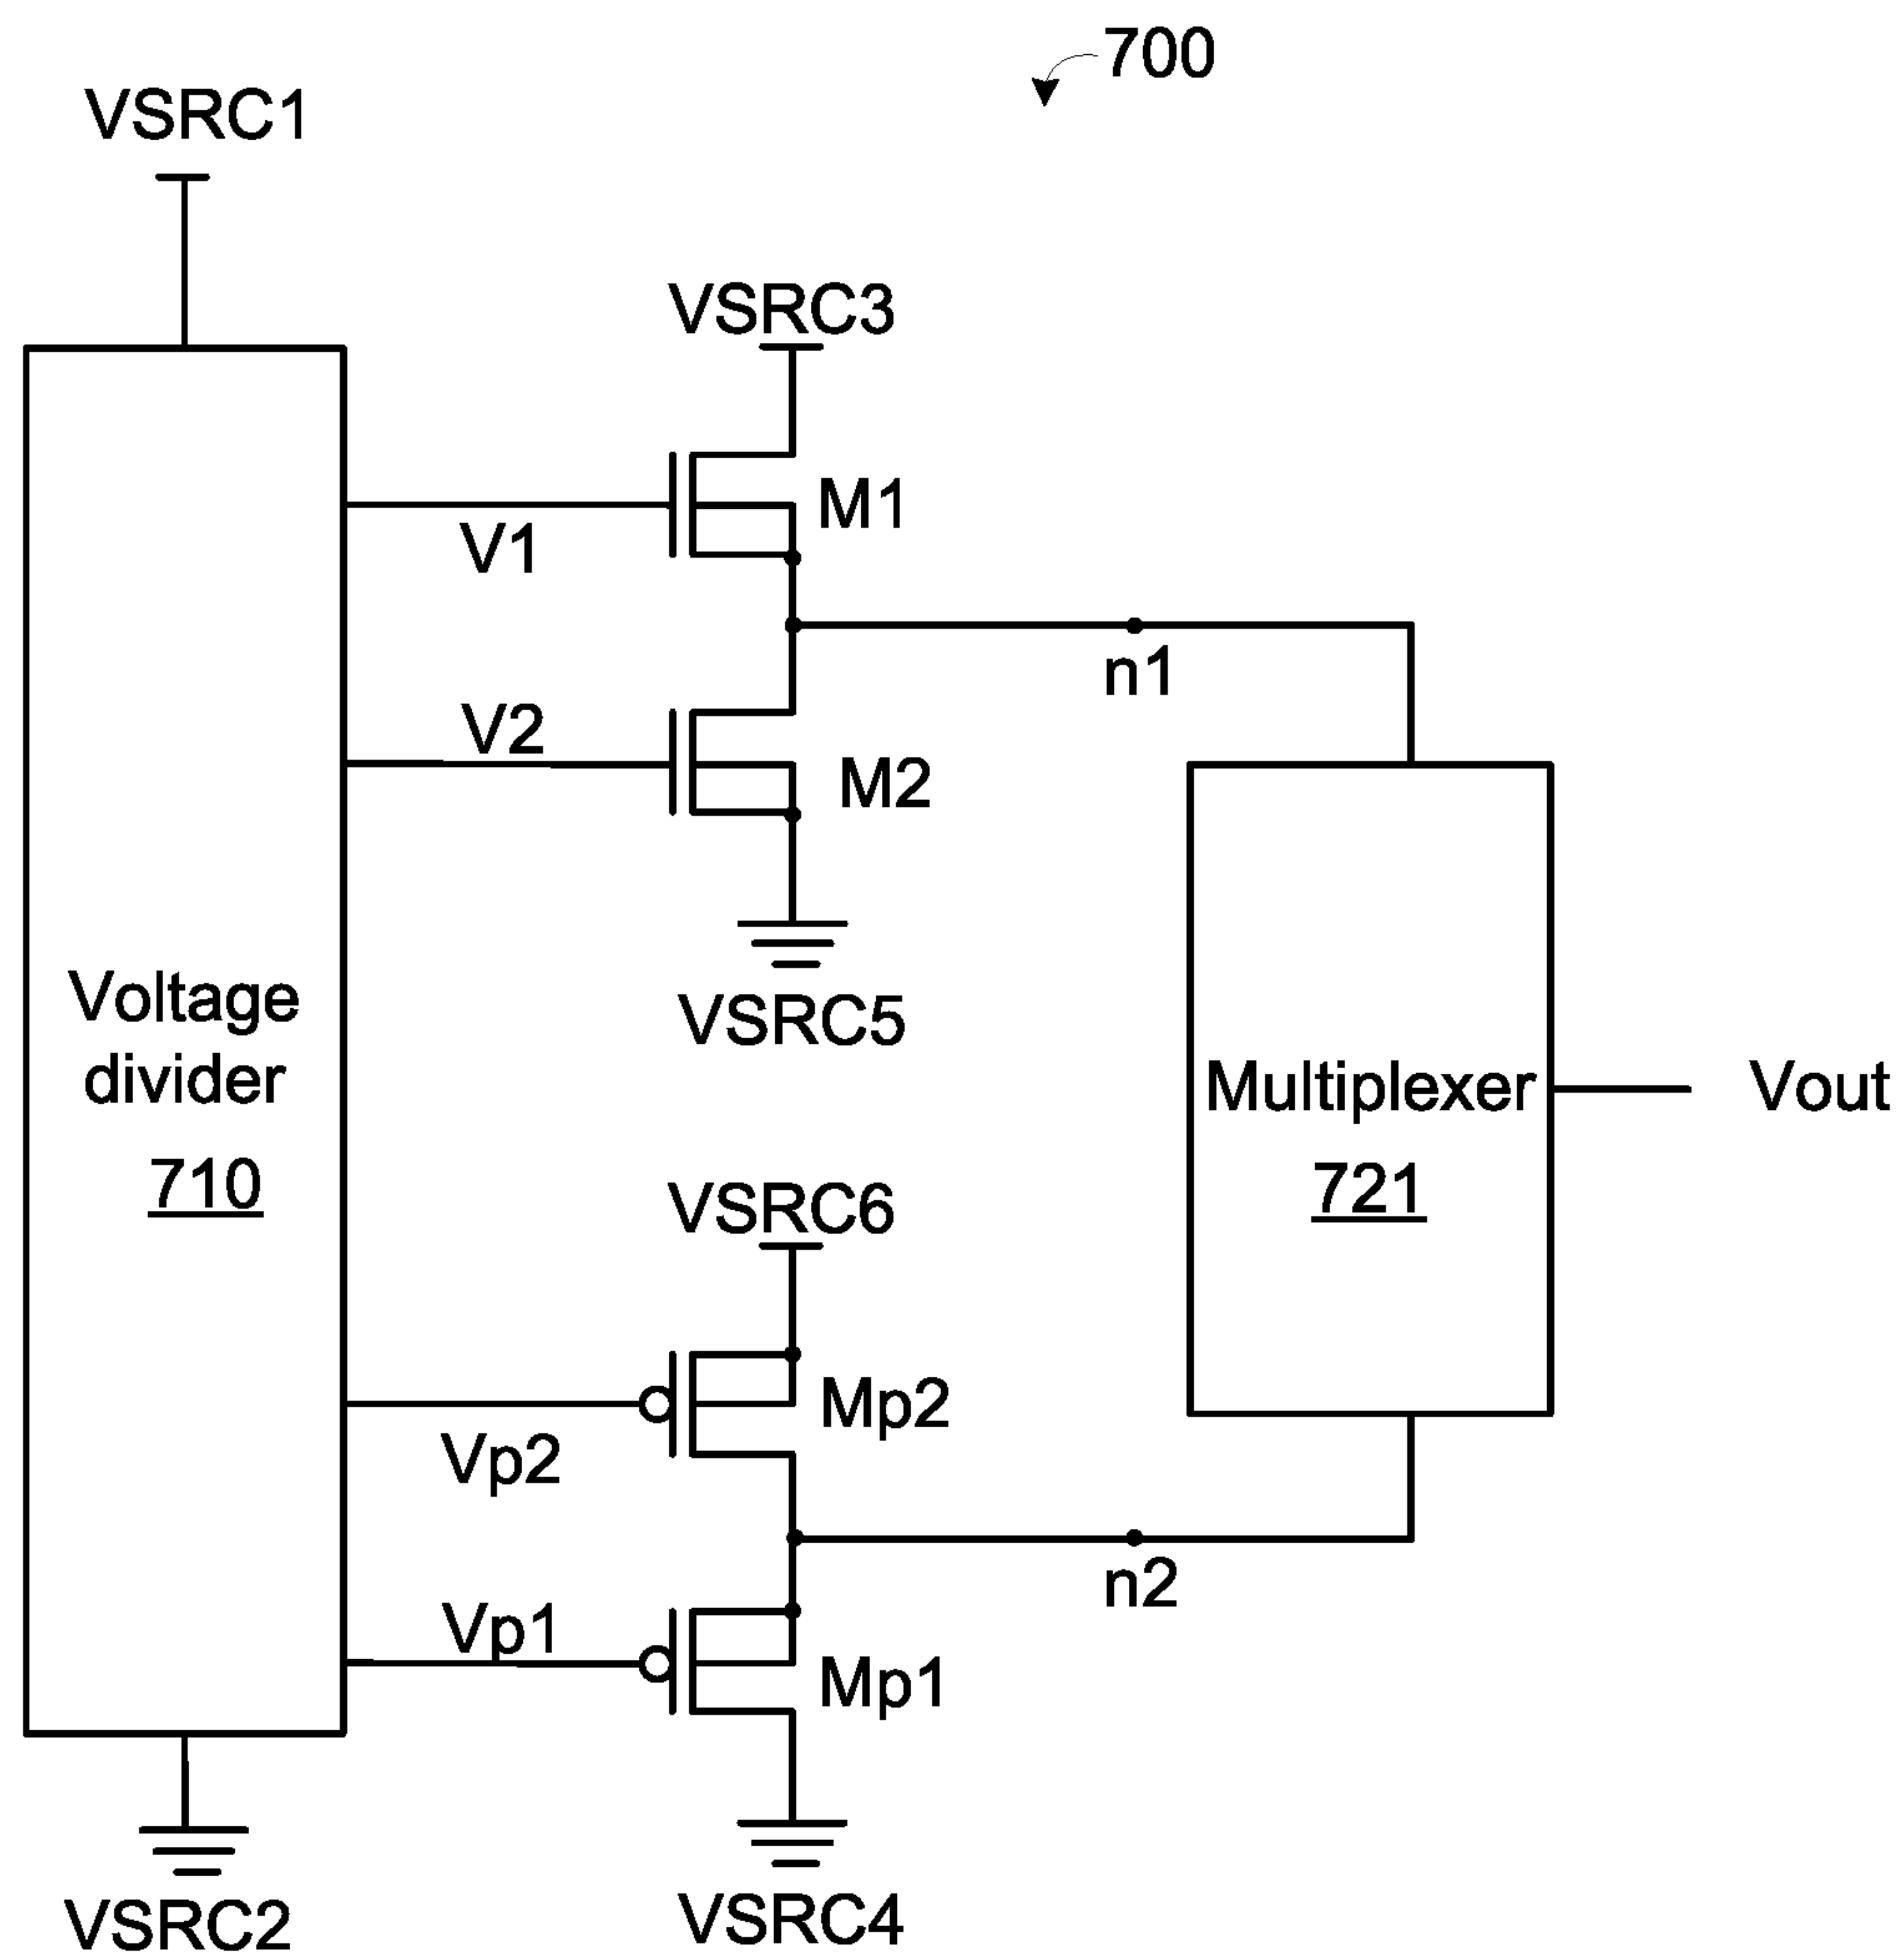 700
VSRC1
VSRC3
M1
V1
n1
V2
M2
VSRC5
Voltage
divider
710
Multiplexer
721
Vout
VSRC6
Mp2
Vp2
n2
Vp1
Mp1
VSRC2
VSRC4